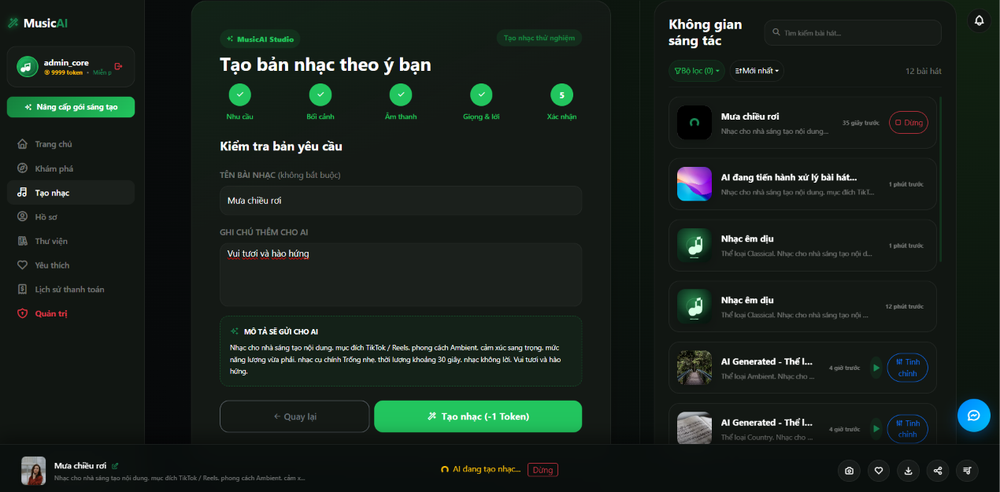 MusicAI
admin_core
9999 token • Miễn p
Nâng cấp gói sáng tạo
Trang chủ
Khám phá
Tạo nhạc
Hồ sơ
Thư viện
Yêu thích
Lịch sử thanh toán
Quản trị
MusicAI Studio
Tạo nhạc thử nghiệm
Tạo bản nhạc theo ý bạn
5
Nhu cầu
Bối cảnh
Âm thanh
Giọng & lời
Xác nhận
Kiểm tra bản yêu cầu
TÊN BÀI NHẠC (không bắt buộc)
Mưa chiều rơi
GHI CHÚ THÊM CHO AI
Vui tươi và hào hứng
MÔ TẢ SẼ GỬI CHO AI
Nhạc cho nhà sáng tạo nội dung. mục đích TikTok / Reels. phong cách Ambient. cảm xúc sang trọng. mức
năng lượng vừa phải. nhạc cụ chính Trống nhẹ. thời lượng khoảng 30 giây. nhạc không lời. Vui tươi và hào
hứng.
← Quay lại
Tạo nhạc (-1 Token)
Không gian
sáng tác
Tìm kiếm bài hát...
Bộ lọc (0)
Mới nhất
12 bài hát
Mưa chiều rơi
Nhạc cho nhà sáng tạo nội dung...
35 giây trước
Dừng
AI đang tiến hành xử lý bài hát...
Nhạc cho nhà sáng tạo nội dung. mục đích TikT...
1 phút trước
Nhạc êm dịu
Thể loại Classical. Nhạc cho nhà sáng tạo nội d...
1 phút trước
Nhạc êm dịu
Thể loại Classical. Nhạc cho nhà sáng tạo nội ...
12 phút trước
AI Generated - Thể l...
Thể loại Ambient. Nhạc cho ...
4 giờ trước
Tinh
chỉnh
AI Generated - Thể l...
Thể loại Country. Nhạc cho ...
4 giờ trước
Tinh
chỉnh
Mưa chiều rơi
Nhạc cho nhà sáng tạo nội dung. mục đích TikTok / Reels. phong cách Ambient. cảm x...
AI đang tạo nhạc...
Dừng